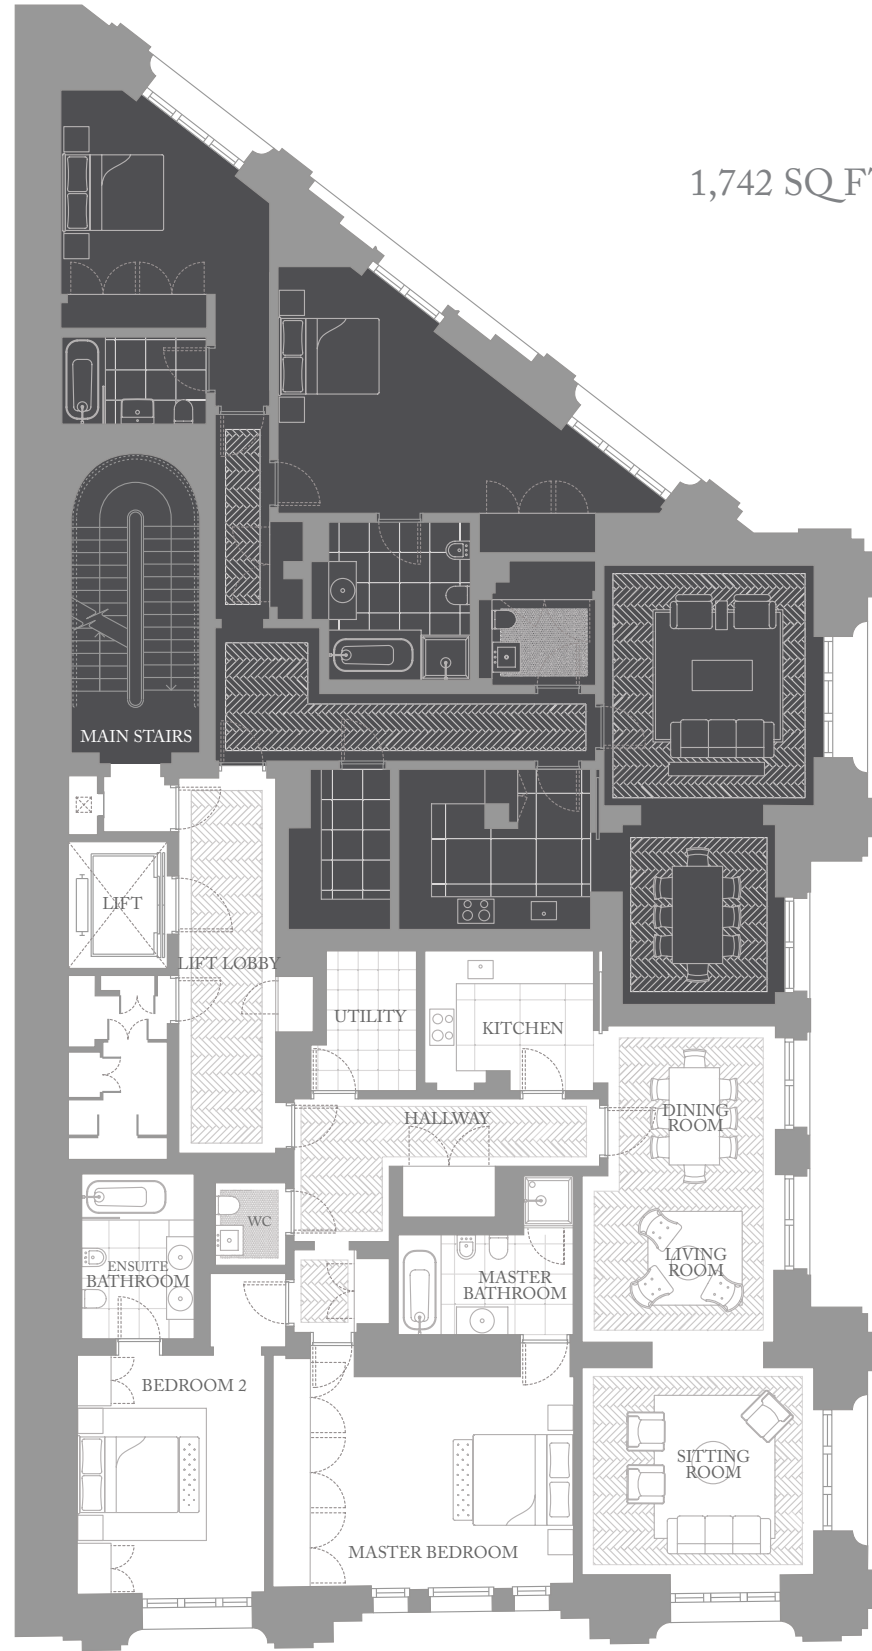 1,742 SQ FT
MAIN STAIRS
LIFT
LIFT LOBBY
UTILITY
KITCHEN
HALLWAY
DINING
ROOM
WC
LIVING
ROOM
ENSUITE
BATHROOM
MASTER
BATHROOM
BEDROOM 2
SITTING
ROOM
MASTER BEDROOM